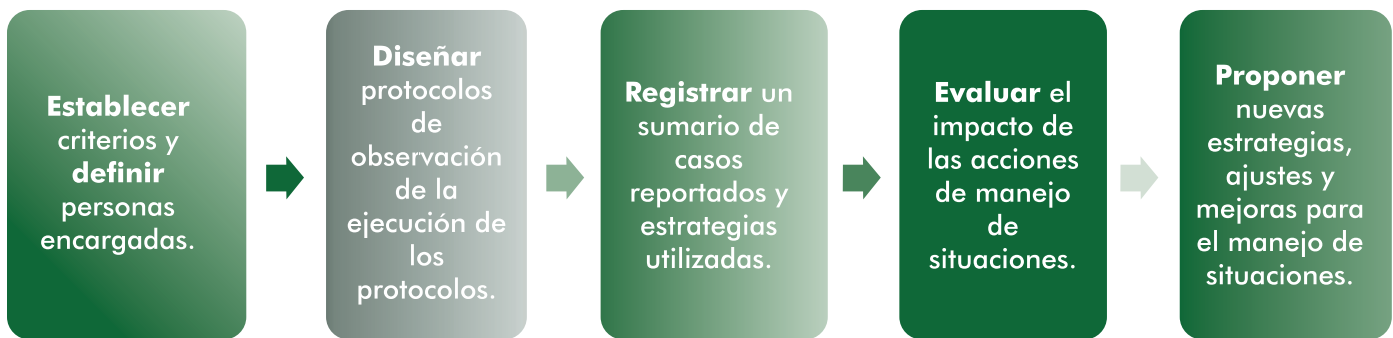 Establecer
criterios y
definir
personas
encargadas.
Diseñar
protocolos
de
observación
de la
ejecución de
los
protocolos.
Registrar un
sumario de
casos
reportados y
estrategias
utilizadas.
Evaluar el
impacto de
las acciones
de manejo
de
situaciones.
Proponer
nuevas
estrategias,
ajustes y
mejoras para
el manejo de
situaciones.